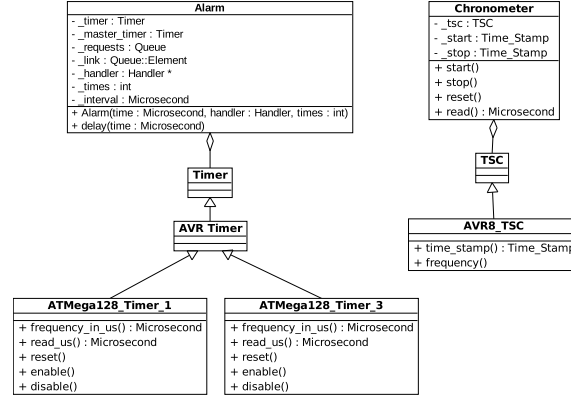 Alarm
- _timer : Timer
- _master_timer : Timer
- _requests : Queue
- _link : Queue::Element
- _handler : Handler *
- _times : int
- _interval : Microsecond
+ Alarm(time : Microsecond, handler : Handler, times : int)
+ delay(time : Microsecond)
Chronometer
- _tsc : TSC
- _start : Time_Stamp
- _stop : Time_Stamp
+ start()
+ stop()
+ reset()
+ read() : Microsecond
Timer
TSC
AVR Timer
AVR8_TSC
+ time_stamp() : Time_Stamp
+ frequency()
ATMega128_Timer_1
+ frequency_in_us() : Microsecond
+ read_us() : Microsecond
+ reset()
+ enable()
+ disable()
ATMega128_Timer_3
+ frequency_in_us() : Microsecond
+ read_us() : Microsecond
+ reset()
+ enable()
+ disable()